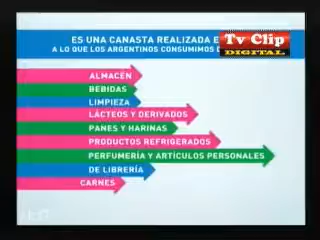 ES UNA CANASTA REALIZADA E
A LO QUE LOS ARGENTINOS CONSUMIMOS D
Tv Clip
DIGITAL
ALMACÉN
BEBIDAS
LIMPIEZA
LÁCTEOS Y DERIVADOS
PANES Y HARINAS
PRODUCTOS REFRIGERADOS
PERFUMERÍA Y ARTÍCULOS PERSONALES
DE LIBRERÍA
CARNES